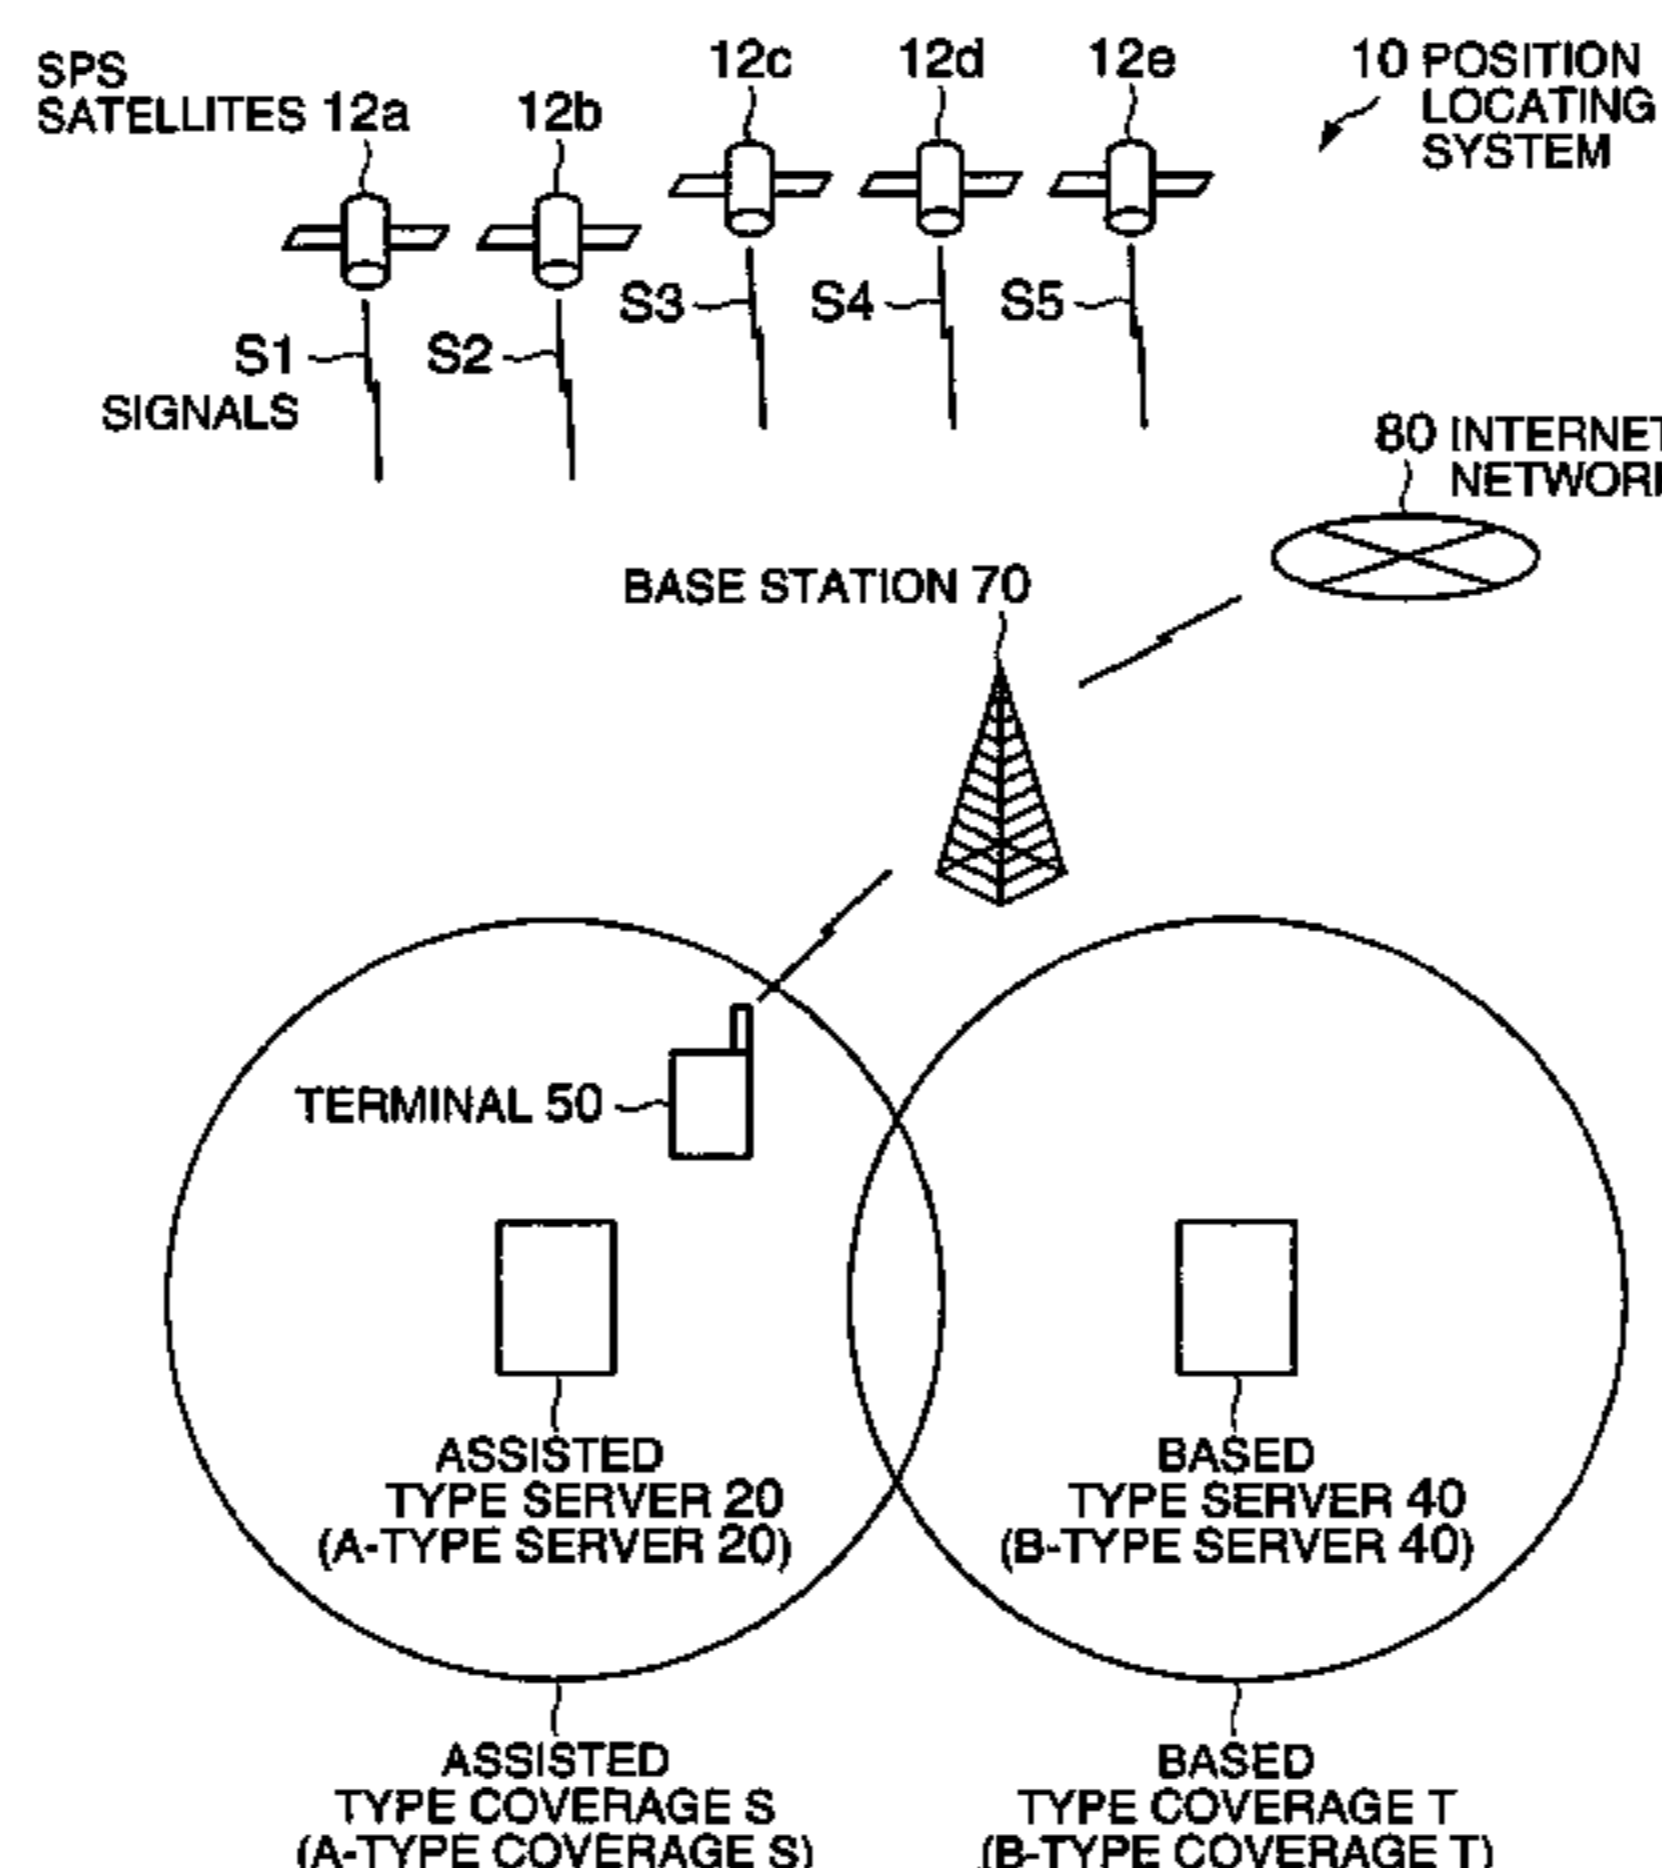 SPS
SATELLITES 12a
12b
12c
12d
12e
10 POSITION
LOCATING
SYSTEM
S1
S2
S3
S4
S5
SIGNALS
80 INTERNET
NETWORK
BASE STATION 70
TERMINAL 50
ASSISTED
TYPE SERVER 20
(A-TYPE SERVER 20)
BASED
TYPE SERVER 40
(B-TYPE SERVER 40)
ASSISTED
TYPE COVERAGE S
(A-TYPE COVERAGE S)
BASED
TYPE COVERAGE T
(B-TYPE COVERAGE T)